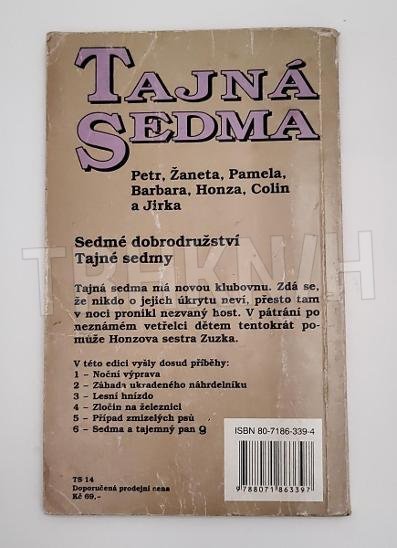 TAJNÁ
SEDMA
Petr, Žaneta, Pamela,
Barbara, Honza, Colin
a Jirka
Sedmé dobrodružství
Tajné sedmy
Tajná sedma má novou klubovnu. Zdá se,
že nikdo o jejich úkrytu neví, přesto tam
v noci pronikl nezvaný host. V pátrání po
neznámém vetřelci dětem tentokrát po-
může Honzova sestra Zuzka.
V této edici vyšly dosud příběhy:
1 – Noční výprava
2 – Záhada ukradeného náhrdelníku
3 – Lesní hnízdo
4 – Zločin na železnici
5 – Případ zmizelých psů
6 – Sedma a tajemný pan
TS 14
Doporučená prodejní cena
Kč 69,-
ISBN 80-7186-339-4
9788071863397